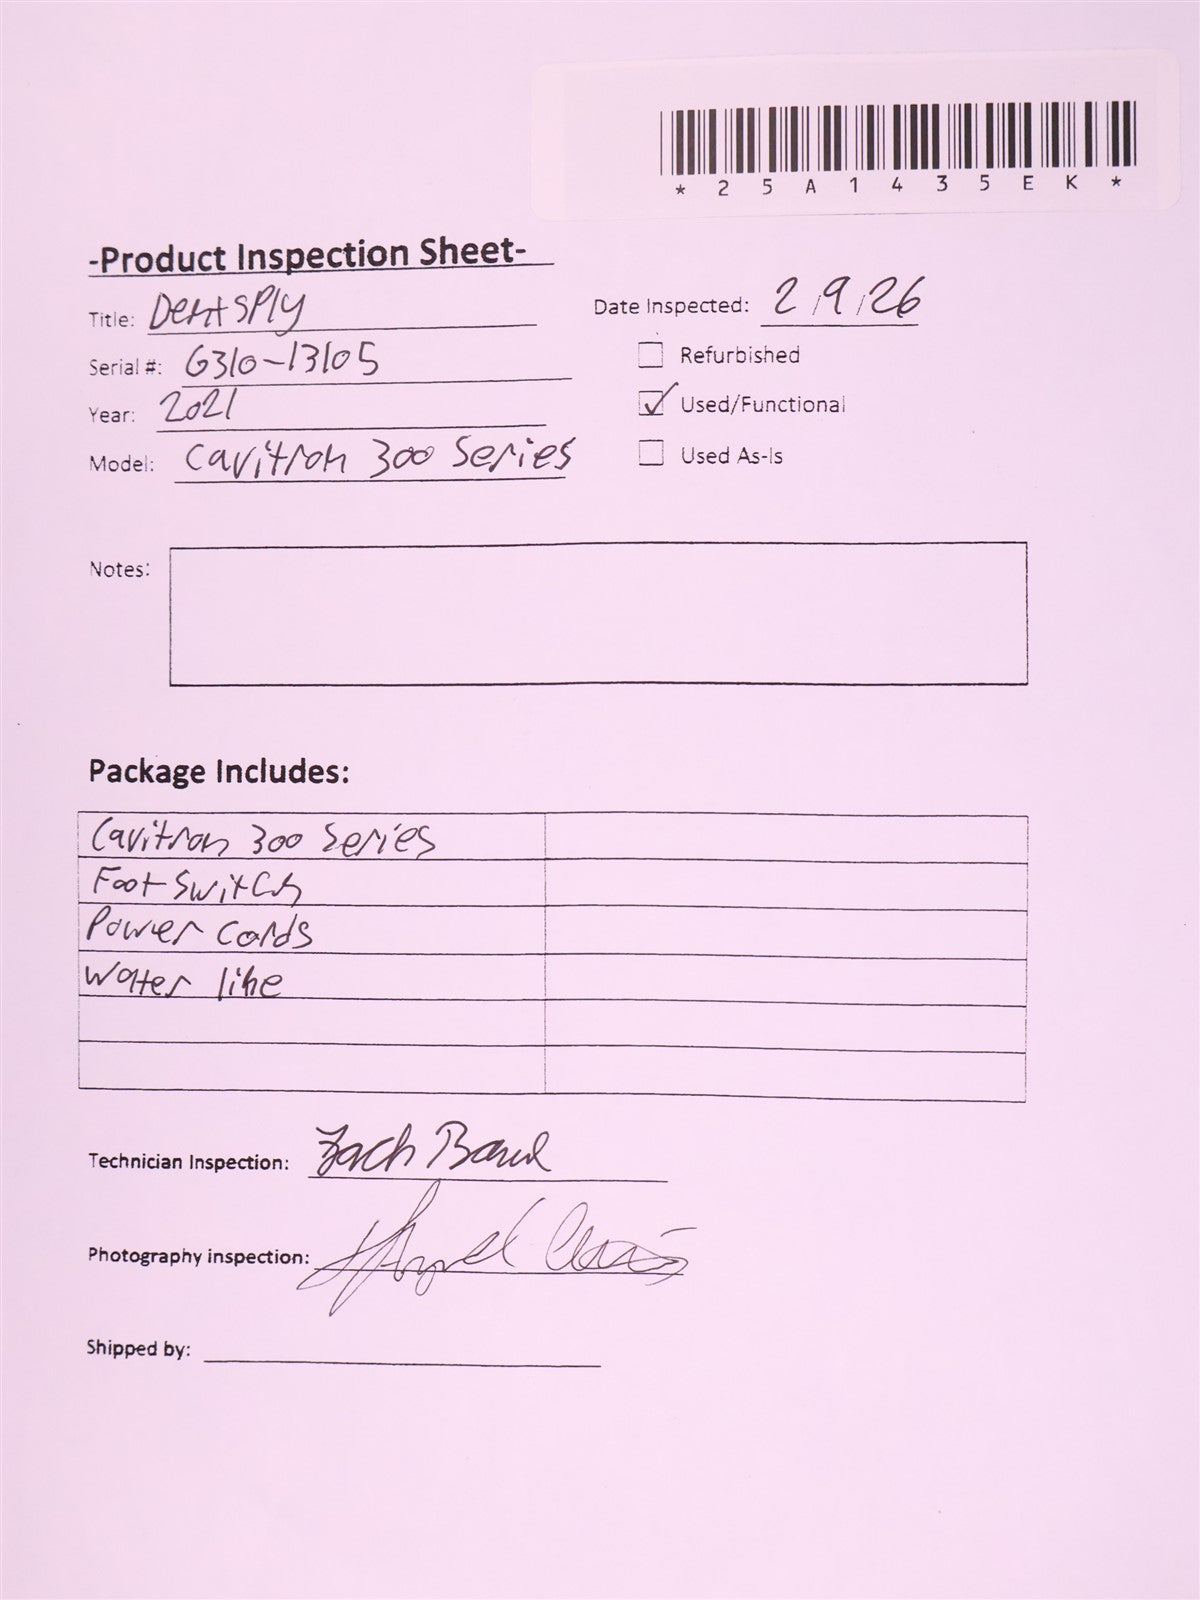 *25A1435EK*
-Product Inspection Sheet-
Title: Dentsply
Date Inspected: 2/9/26
Serial #: G310-13105
Refurbished
Year: 2021
Used/Functional
Model: Cavitron 300 Series
Used As-Is
Notes:
Package Includes:
Cavitron 300 Series
Foot Switch
Power Cords
Water line
Technician Inspection: Zach
Photography inspection:
Shipped by: